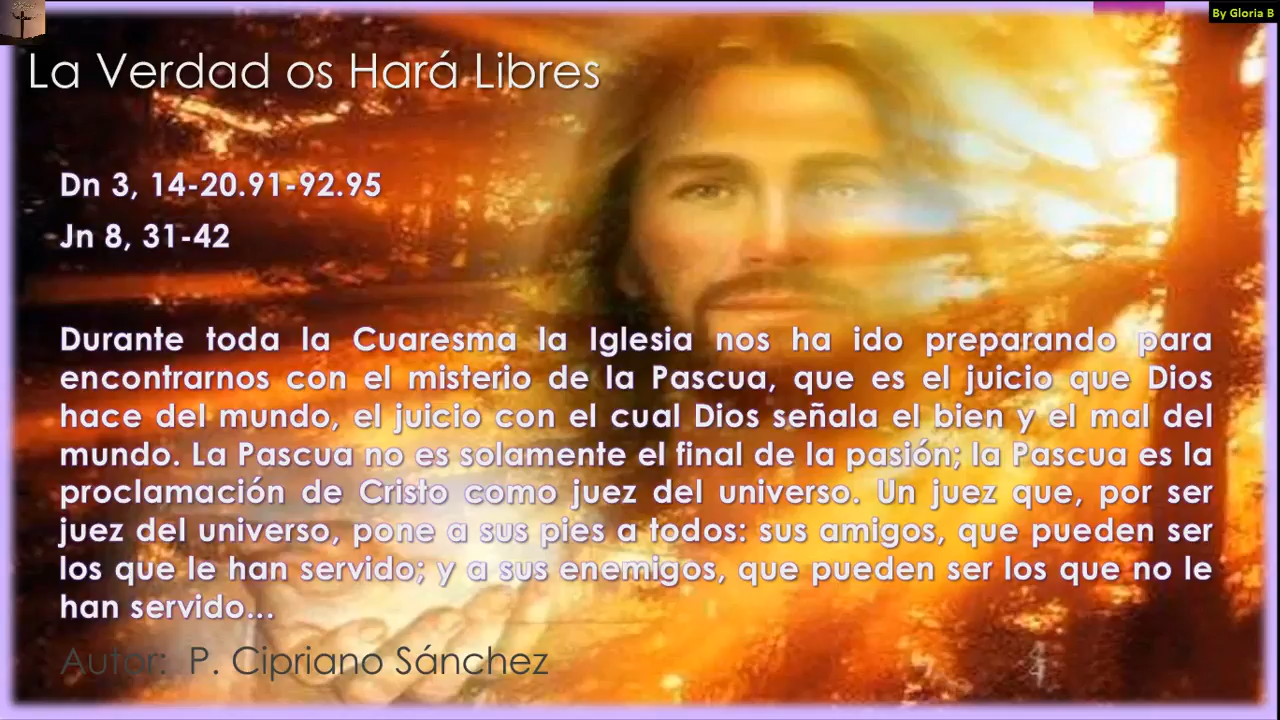 By Gloria B
La Verdad os Hará Libres
Dn 3, 14-20.91-92.95
Jn 8, 31-42
Durante toda la Cuaresma la Iglesia nos ha ido preparando para
encontrarnos con el misterio de la Pascua, que es el juicio que Dios
hace del mundo, el juicio con el cual Dios señala el bien y el mal del
mundo. La Pascua no es solamente el final de la pasión; la Pascua es la
proclamación de Cristo como juez del universo. Un juez que, por ser
juez del universo, pone a sus pies a todos: sus amigos, que pueden ser
los que le han servido; y a sus enemigos, que pueden ser los que no le
han servido...
Autor: P. Cipriano Sánchez